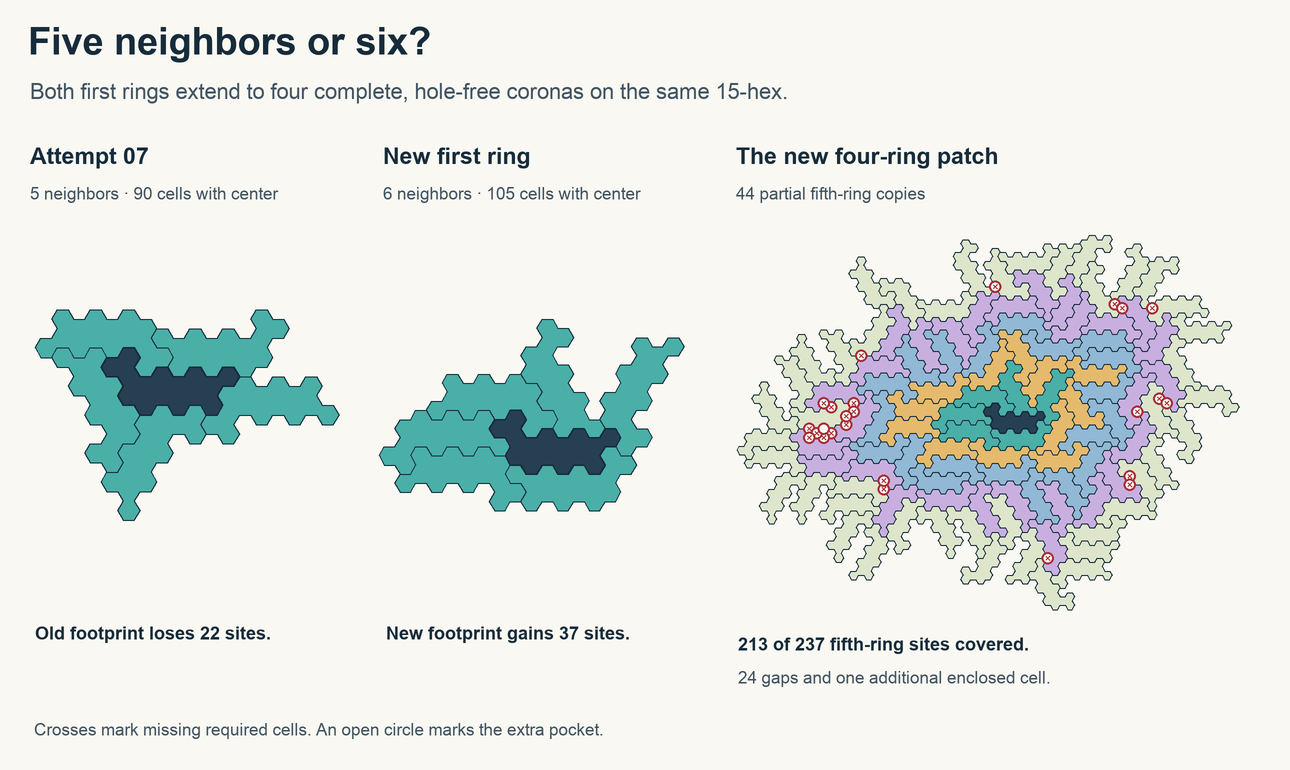 Five neighbors or six?
Both first rings extend to four complete, hole-free coronas on the same 15-hex.
Attempt 07
5 neighbors · 90 cells with center
New first ring
6 neighbors · 105 cells with center
The new four-ring patch
44 partial fifth-ring copies
Old footprint loses 22 sites.
New footprint gains 37 sites.
213 of 237 fifth-ring sites covered.
24 gaps and one additional enclosed cell.
Crosses mark missing required cells. An open circle marks the extra pocket.